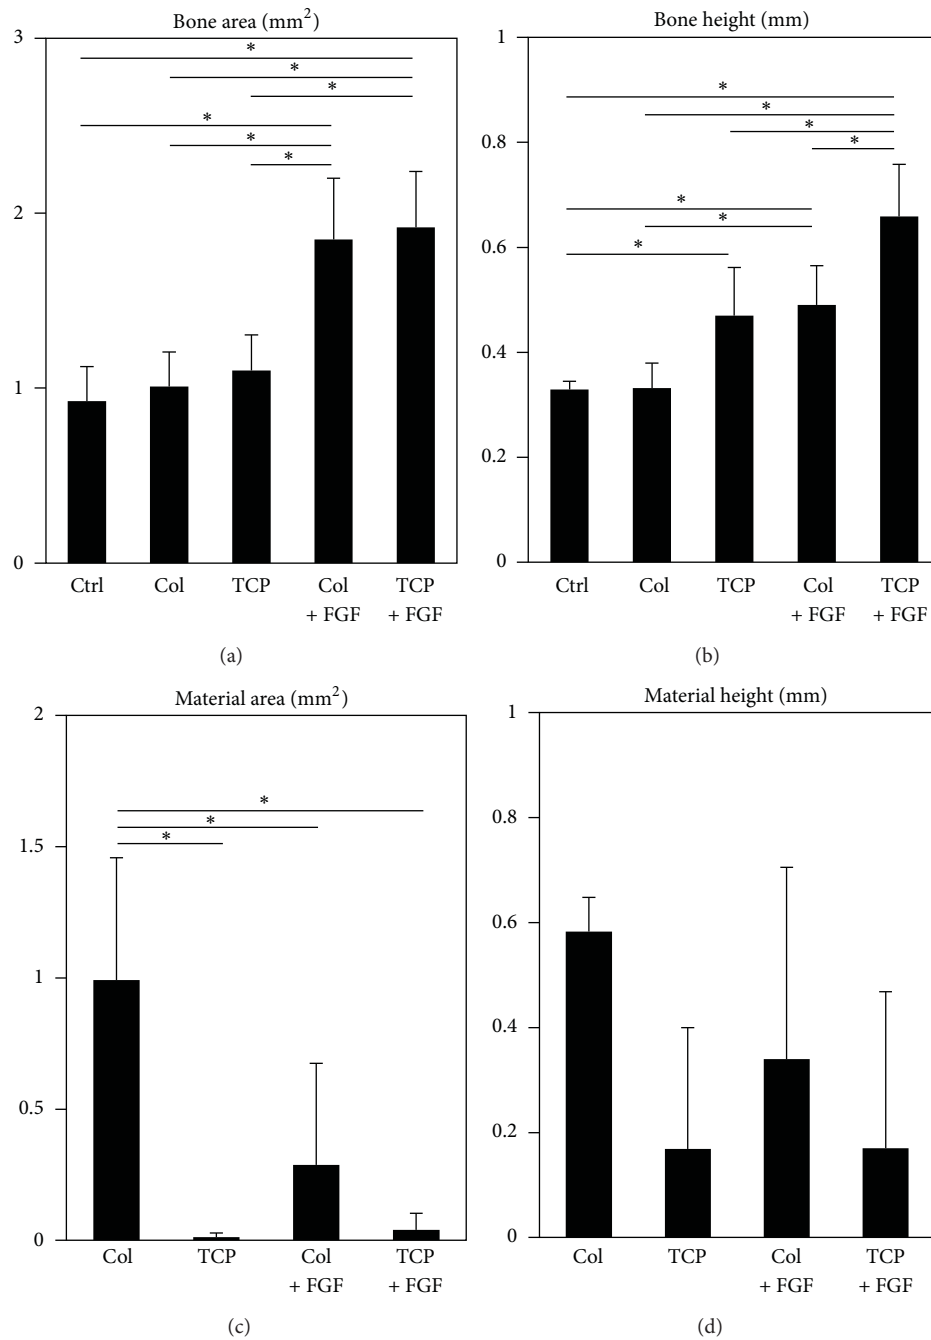 Bone area (mm²)
3
2
1
0
* * * * * *
Ctrl Col TCP Col + FGF TCP + FGF
(a)
Bone height (mm)
1
0.8
0.6
0.4
0.2
0
* * * * * * *
Ctrl Col TCP Col + FGF TCP + FGF
(b)
Material area (mm²)
2
1.5
1
0.5
0
* * *
Col TCP Col + FGF TCP + FGF
(c)
Material height (mm)
1
0.8
0.6
0.4
0.2
0
Col TCP Col + FGF TCP + FGF
(d)